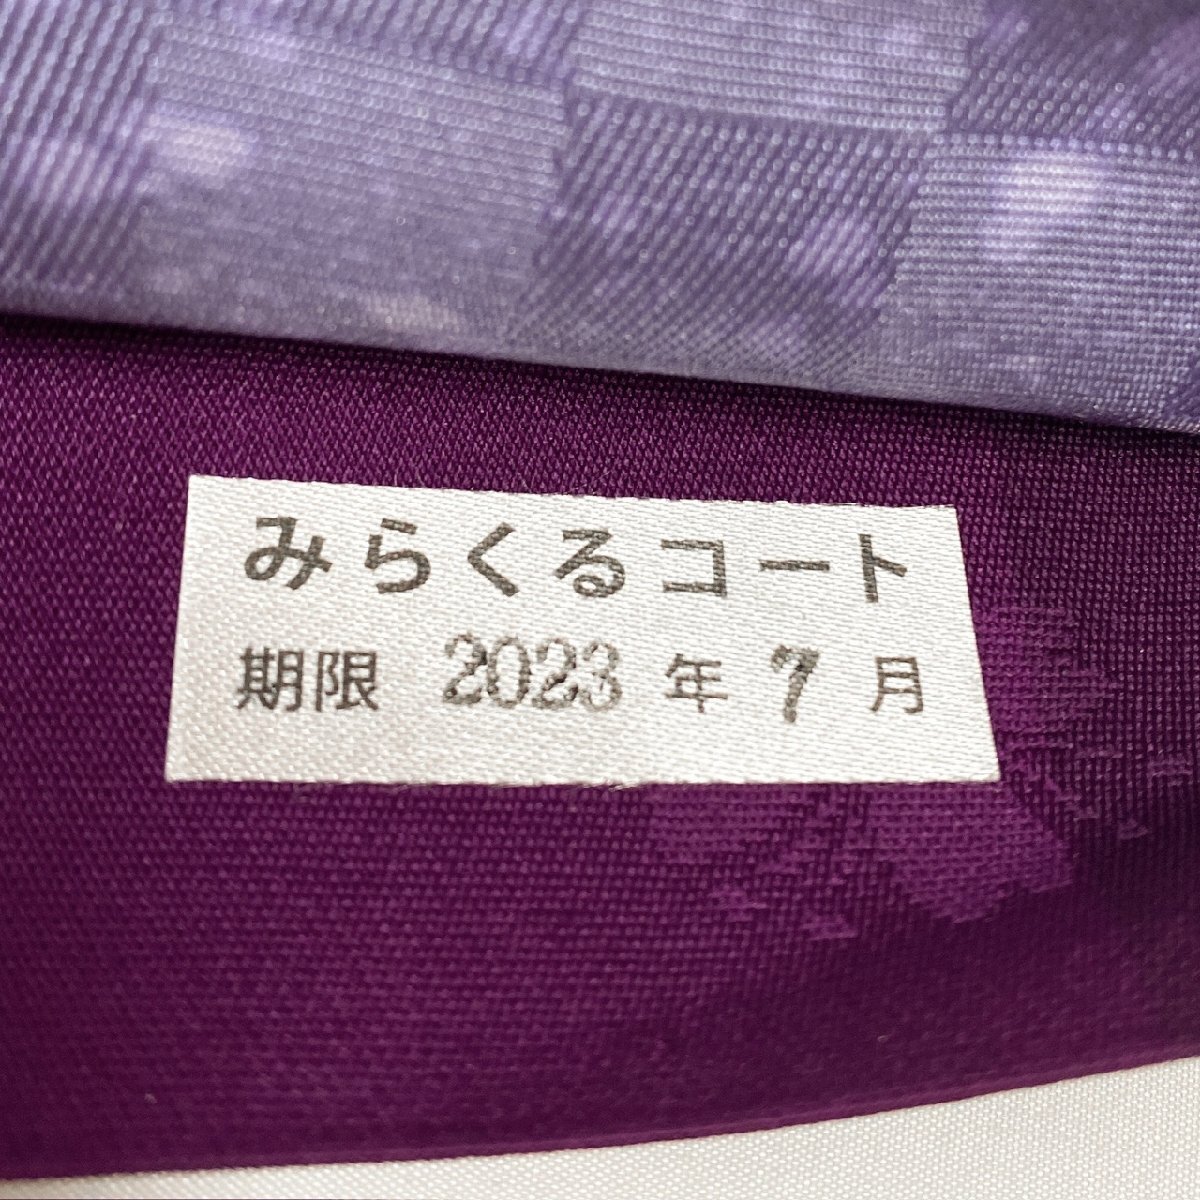 みらくるコート
期限 2023 年 7 月